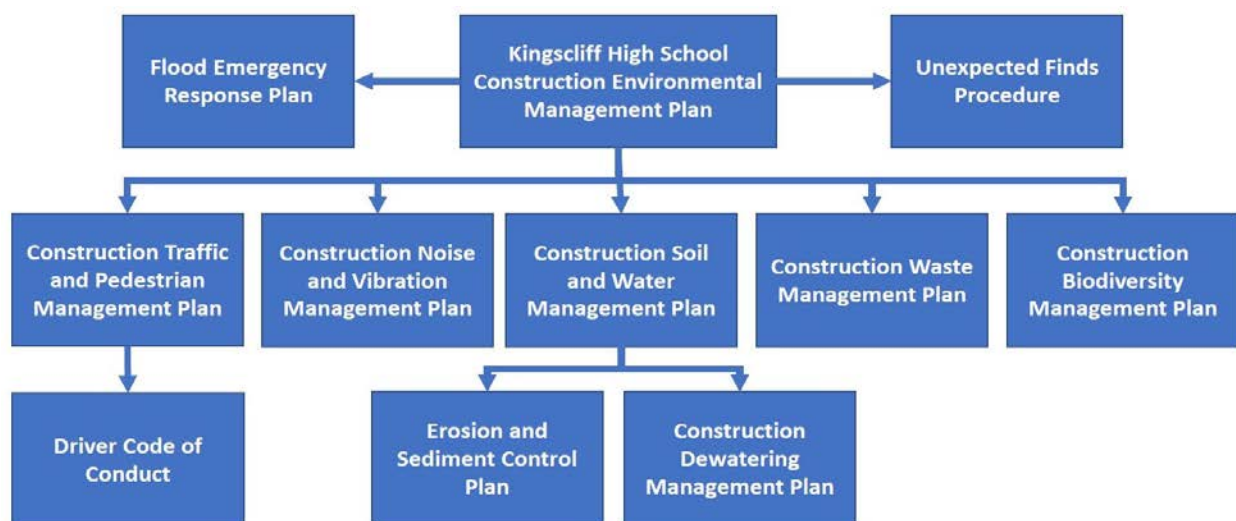 Flood Emergency
Response Plan
Kingscliff High School
Construction Environmental
Management Plan
Unexpected Finds
Procedure
Construction Traffic
and Pedestrian
Management Plan
Construction Noise
and Vibration
Management Plan
Construction Soil
and Water
Management Plan
Construction Waste
Management Plan
Construction
Biodiversity
Management Plan
Driver Code of
Conduct
Erosion and
Sediment Control
Plan
Construction
Dewatering
Management Plan